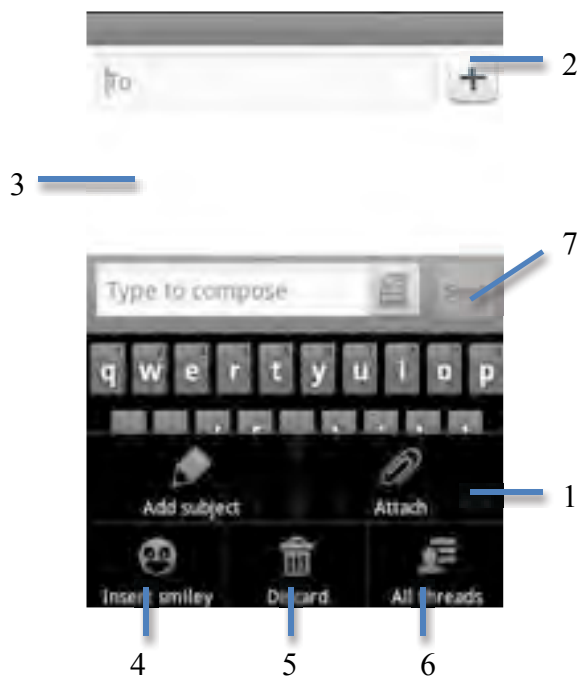 2
To
+
3
7
Type to compose
q w e r t y u i o p
1
Add subject
Attach
Insert smiley
Discard
All threads
4
5
6